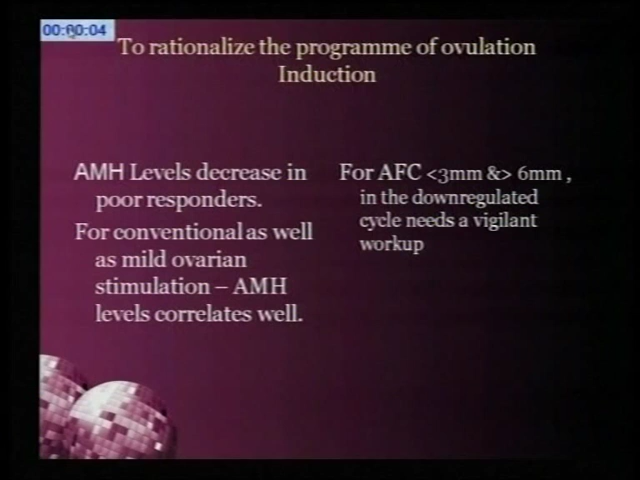 00:00:04
To rationalize the programme of ovulation
Induction
AMH Levels decrease in
poor responders.
For conventional as well
as mild ovarian
stimulation – AMH
levels correlates well.
For AFC <3mm &> 6mm ,
in the downregulated
cycle needs a vigilant
workup